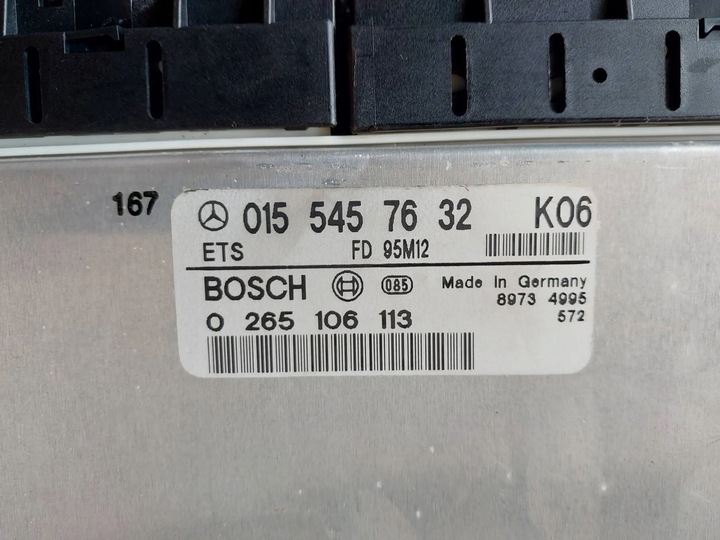 167
015 545 76 32 K06
ETS FD 95M12
BOSCH 085 Made In Germany
8973 4995
0 265 106 113 572